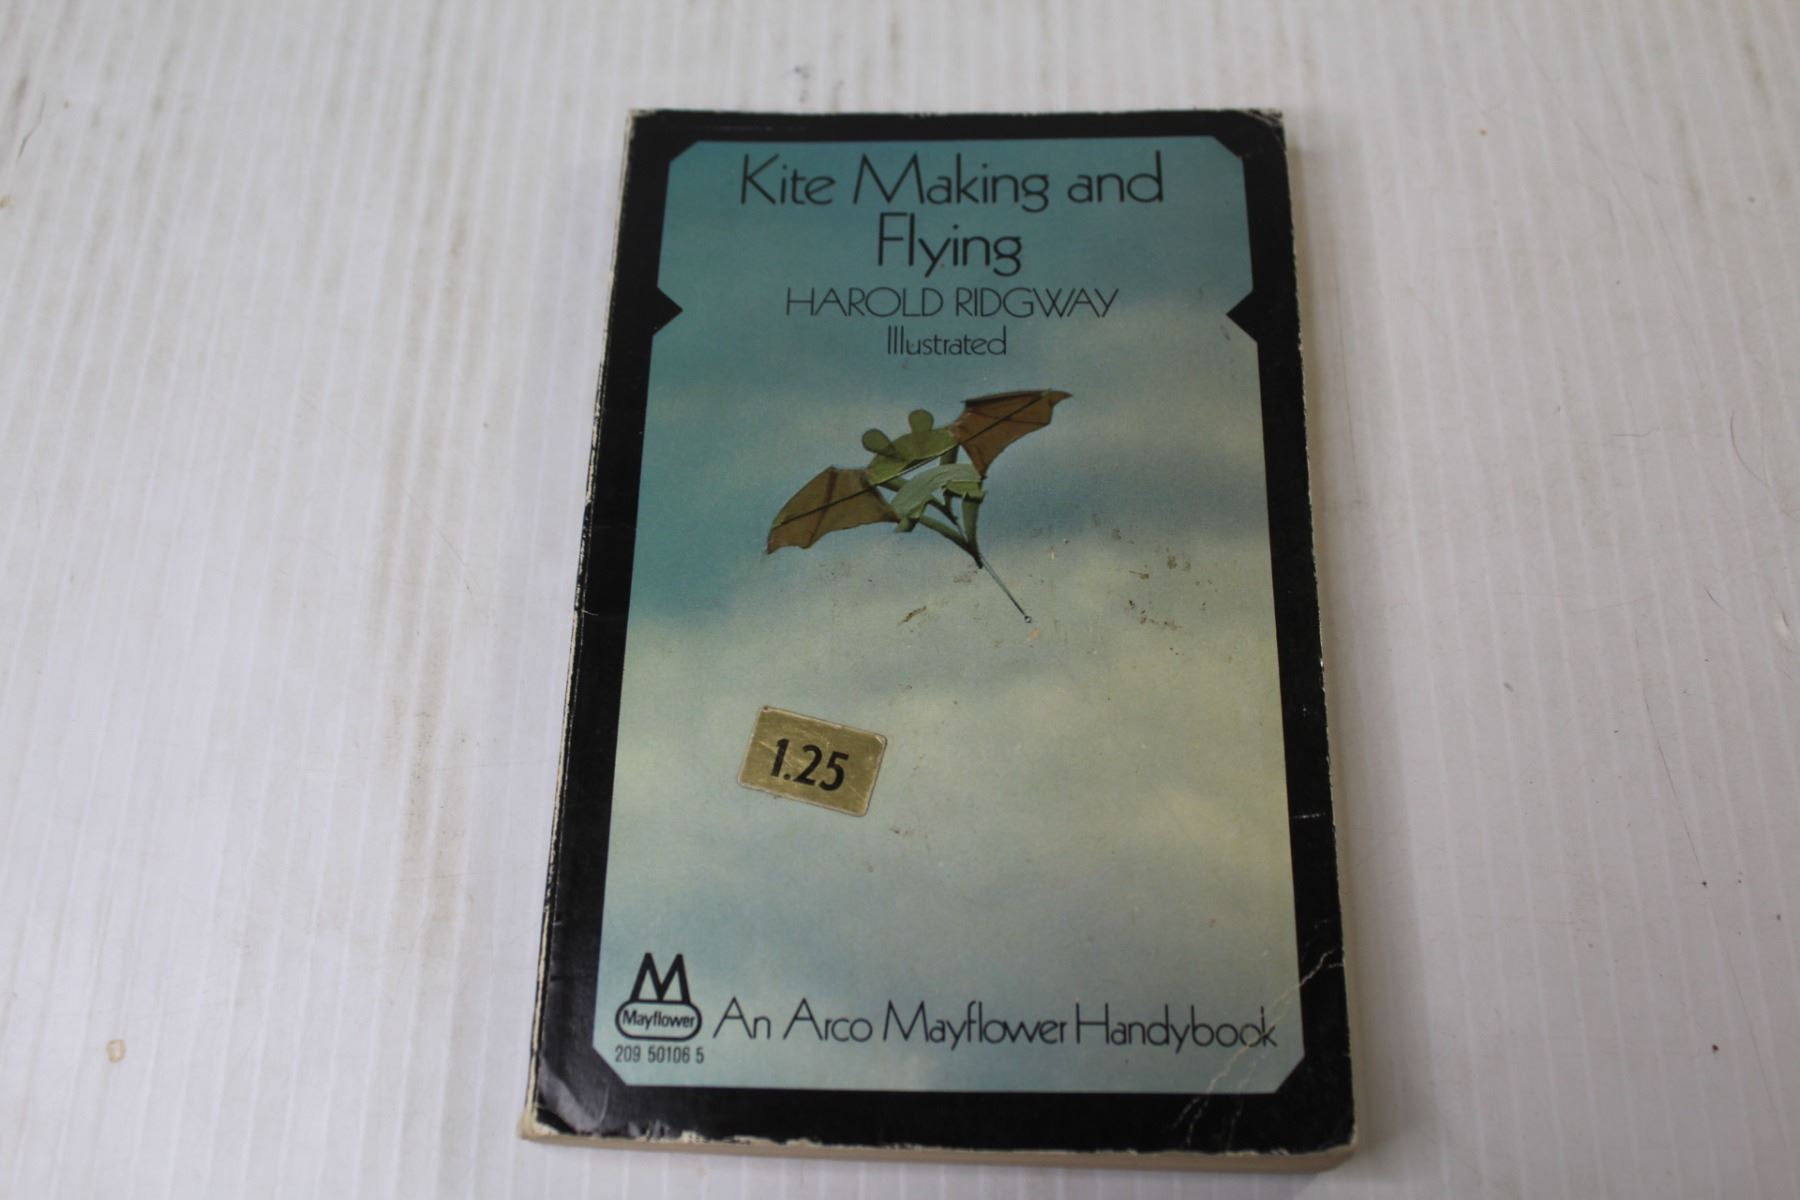 Kite Making and
Flying
HAROLD RIDGWAY
Illustrated
1.25
M
Mayflower
An Arco Mayflower Handybook
209 50106 5